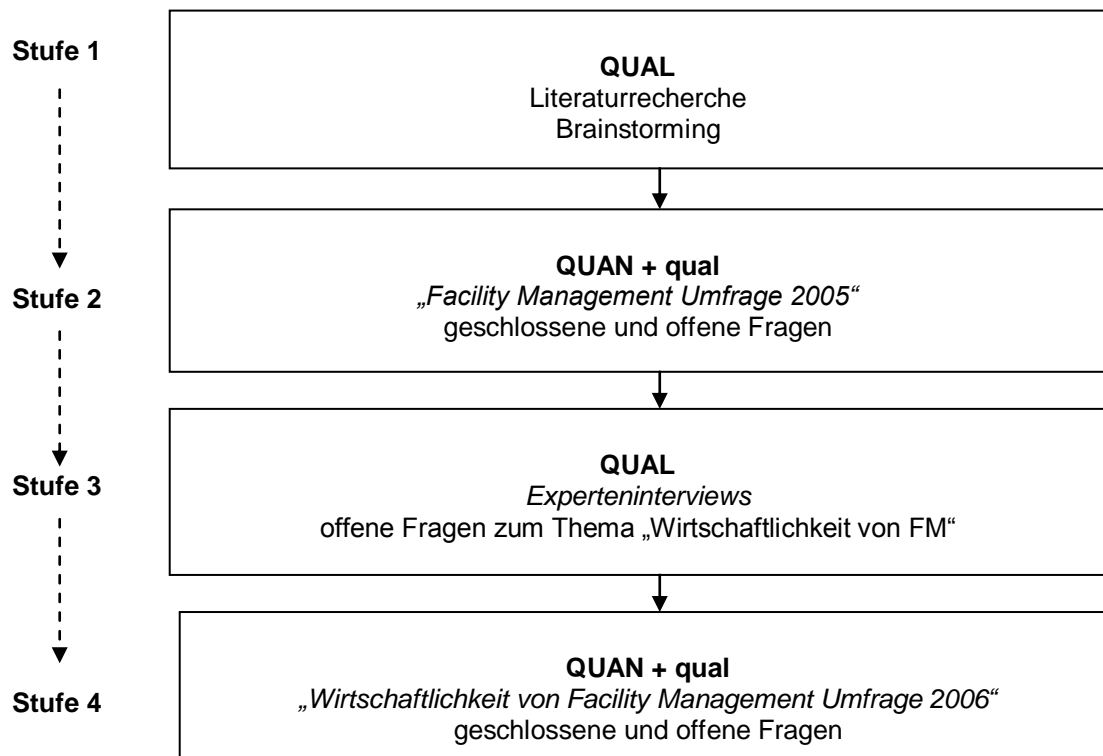 Stufe 1
QUAL
Literaturrecherche
Brainstorming
Stufe 2
QUAN + qual
„Facility Management Umfrage 2005“
geschlossene und offene Fragen
Stufe 3
QUAL
Experteninterviews
offene Fragen zum Thema „Wirtschaftlichkeit von FM“
Stufe 4
QUAN + qual
„Wirtschaftlichkeit von Facility Management Umfrage 2006“
geschlossene und offene Fragen